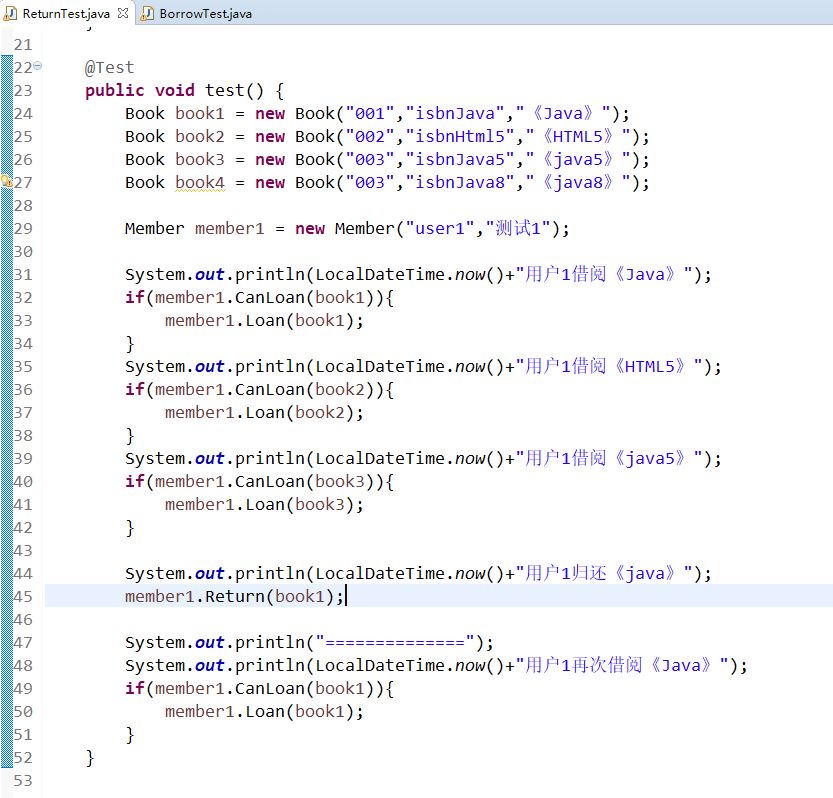 ReturnTest.java BorrowTest.java
21
22 @Test
23 public void test() {
24 Book book1 = new Book("001","isbnJava","《Java》");
25 Book book2 = new Book("002","isbnHtml5","《HTML5》");
26 Book book3 = new Book("003","isbnJava5","《java5》");
27 Book book4 = new Book("003","isbnJava8","《java8》");
28
29 Member member1 = new Member("user1","测试1");
30
31 System.out.println(LocalDateTime.now()+"用户1借阅《Java》");
32 if(member1.CanLoan(book1)){
33 member1.Loan(book1);
34 }
35 System.out.println(LocalDateTime.now()+"用户1借阅《HTML5》");
36 if(member1.CanLoan(book2)){
37 member1.Loan(book2);
38 }
39 System.out.println(LocalDateTime.now()+"用户1借阅《java5》");
40 if(member1.CanLoan(book3)){
41 member1.Loan(book3);
42 }
43
44 System.out.println(LocalDateTime.now()+"用户1归还《java》");
45 member1.Return(book1);
46
47 System.out.println("==============");
48 System.out.println(LocalDateTime.now()+"用户1再次借阅《Java》");
49 if(member1.CanLoan(book1)){
50 member1.Loan(book1);
51 }
52 }
53